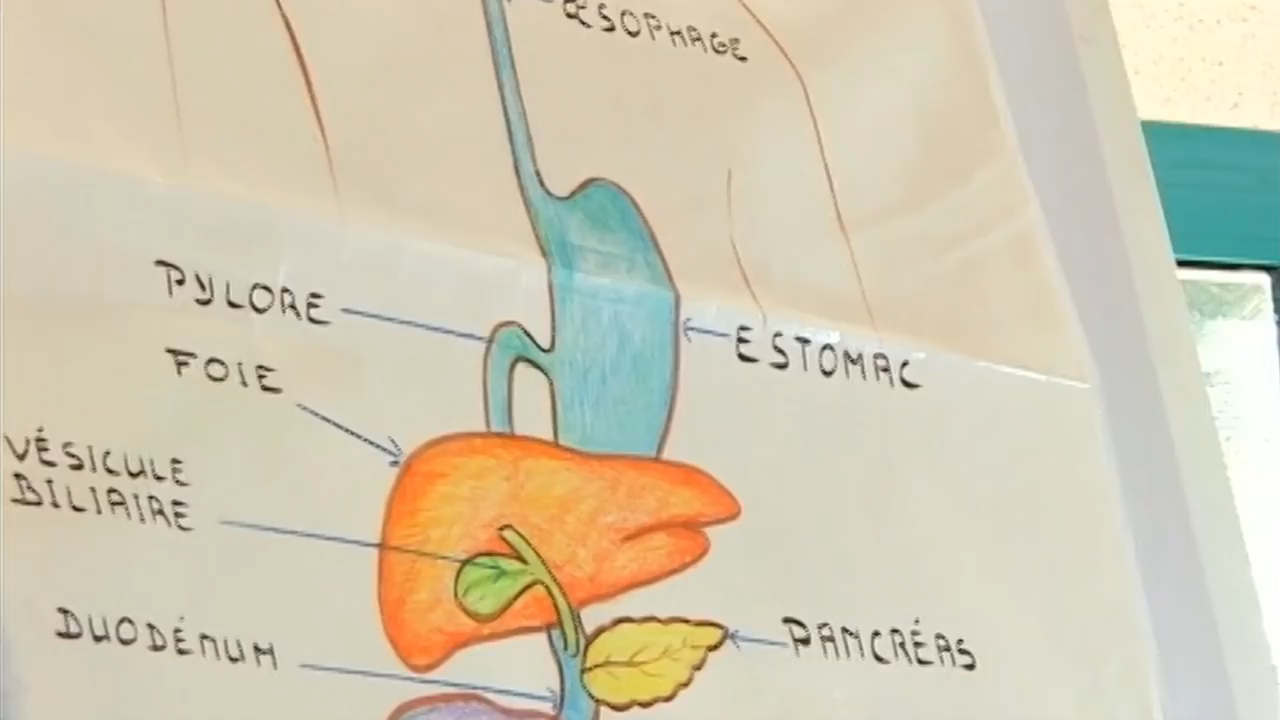 ŒSOPHAGE
PYLORE
ESTOMAC
FOIE
VÉSICULE
BILIAIRE
DUODÉNUM
PANCRÉAS